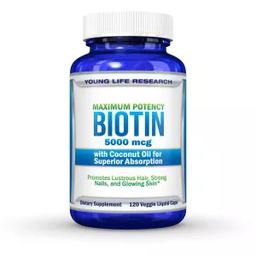 YOUNG LIFE RESEARCH
MAXIMUM POTENCY
BIOTIN
5000 mcg
with Coconut Oil for
Superior Absorption
Promotes Lustrous Hair, Strong
Nails, and Glowing Skin*
Dietary Supplement 120 Veggie Liquid Caps